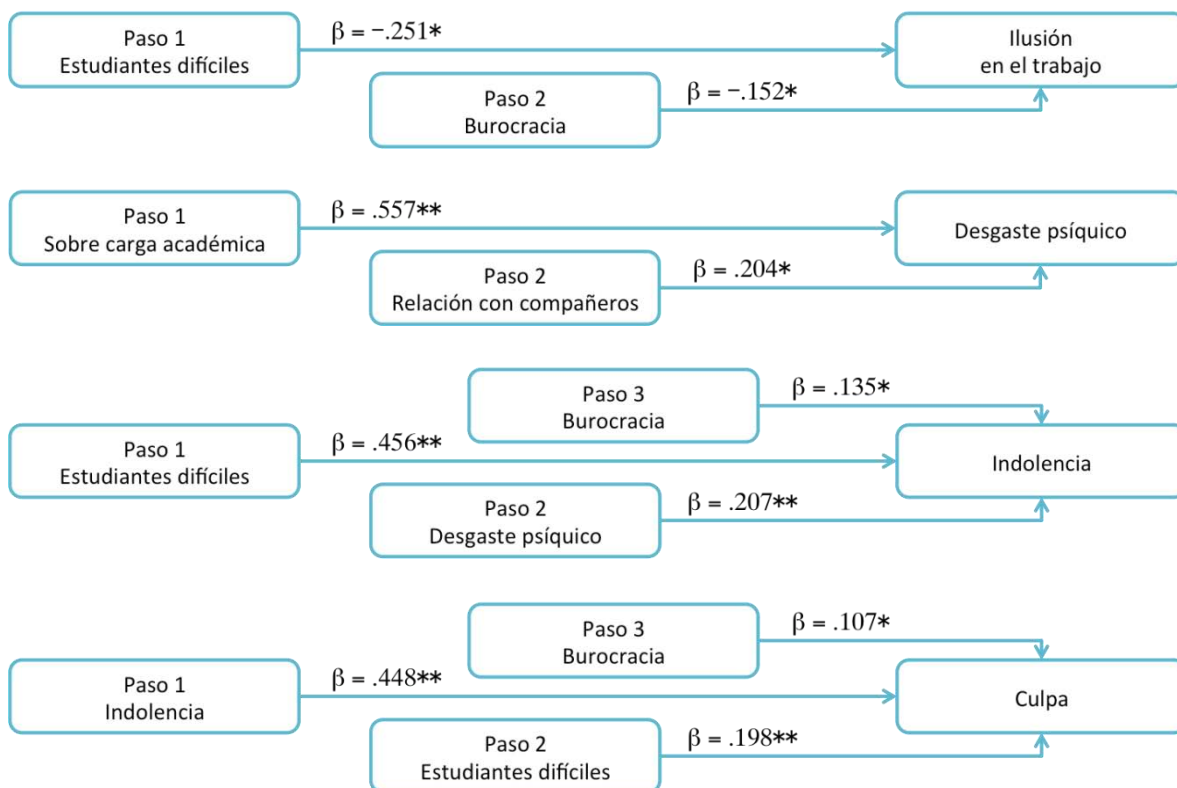 Paso 1
Estudiantes difíciles
β = −.251*
Ilusión
en el trabajo
Paso 2
Burocracia
β = −.152*
Paso 1
Sobre carga académica
β = .557**
Desgaste psíquico
Paso 2
Relación con compañeros
β = .204*
Paso 3
Burocracia
β = .135*
Paso 1
Estudiantes difíciles
β = .456**
Indolencia
Paso 2
Desgaste psíquico
β = .207**
Paso 3
Burocracia
β = .107*
Paso 1
Indolencia
β = .448**
Culpa
Paso 2
Estudiantes difíciles
β = .198**